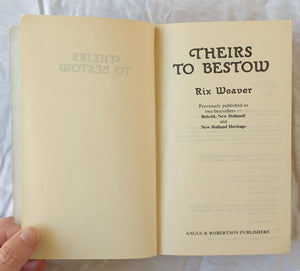 THEIRS
TO BESTOW
Rix Weaver
Previously published as
two bestsellers —
Behold, New Holland!
and
New Holland Heritage
ANGUS & ROBERTSON PUBLISHERS